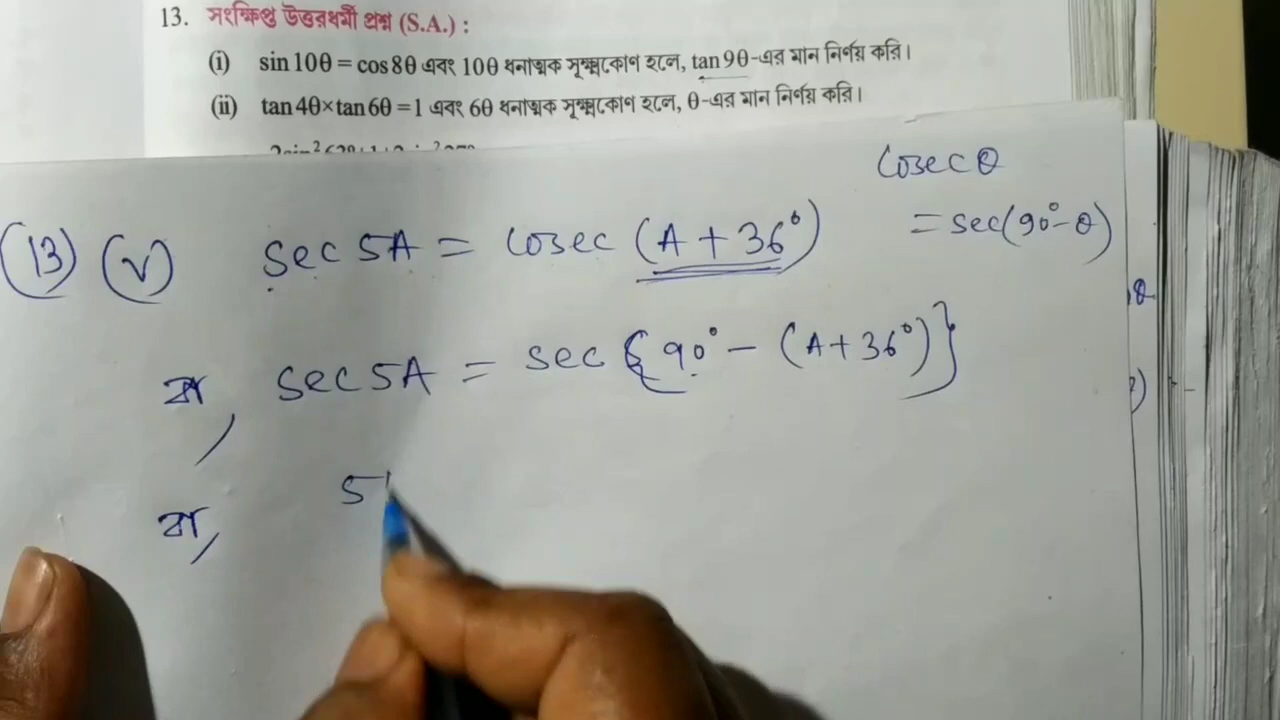 13. সংক্ষিপ্ত উত্তরধর্মী প্রশ্ন (S.A.) :
(i) sin 10θ = cos 8θ এবং 10θ ধনাত্মক সূক্ষ্মকোণ হলে, tan 9θ-এর মান নির্ণয় করি।
(ii) tan 4θ × tan 6θ = 1 এবং 6θ ধনাত্মক সূক্ষ্মকোণ হলে, θ-এর মান নির্ণয় করি।
cosec θ
= sec(90° - θ)
(13) (v) sec 5A = cosec (A + 36°)
বা, sec 5A = sec {90° - (A + 36°)}
বা, 5